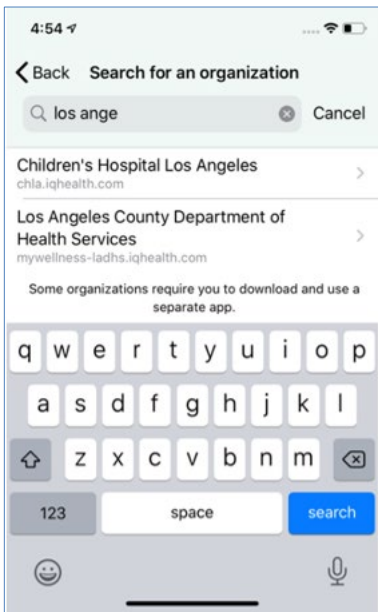 4:54
Back Search for an organization
los ange Cancel
Children's Hospital Los Angeles
chla.iqhealth.com
Los Angeles County Department of
Health Services
mywellness-ladhs.iqhealth.com
Some organizations require you to download and use a
separate app.
q w e r t y u i o p
a s d f g h j k l
z x c v b n m
123 space search